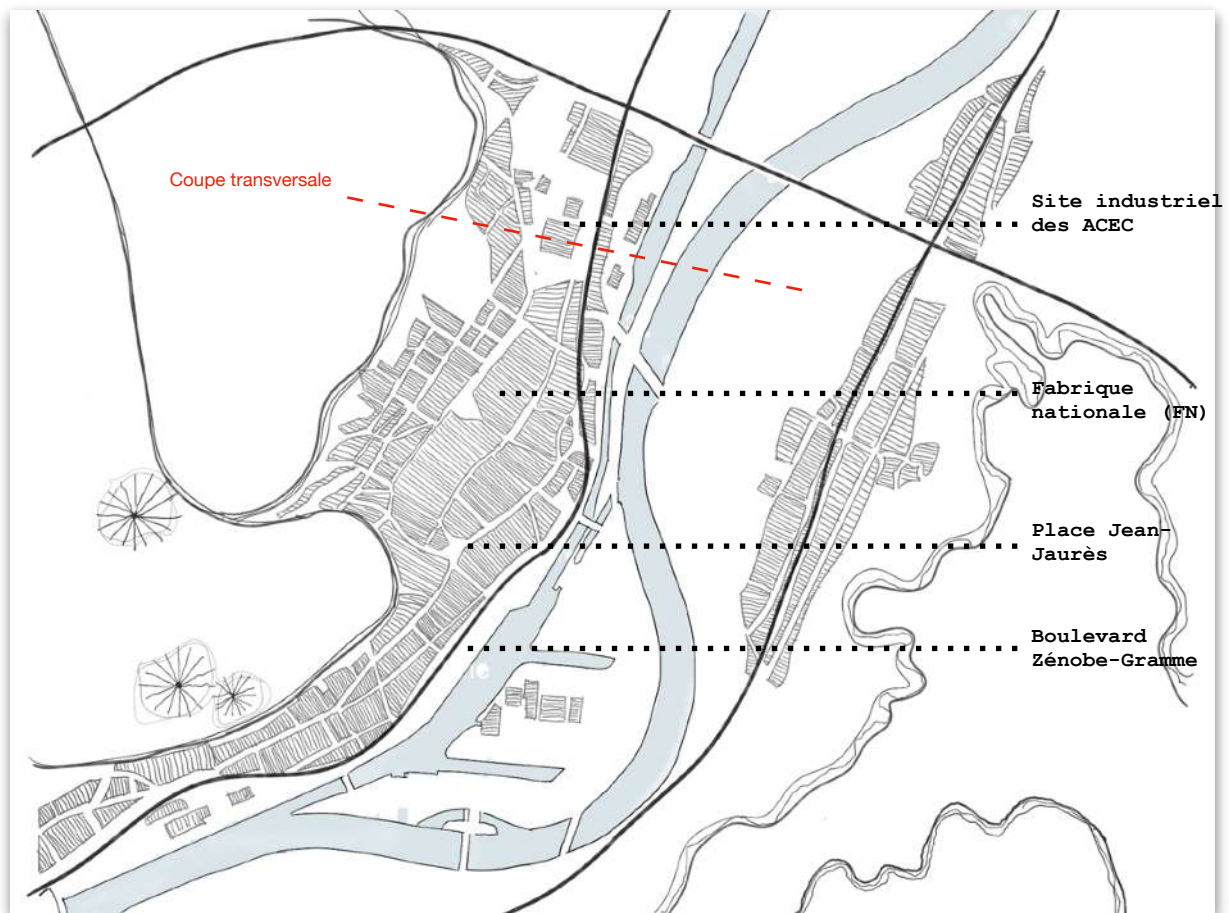 Coupe transversale
Site industriel
des ACEC
Fabrique
nationale (FN)
Place Jean-
Jaurès
Boulevard
Zénobe-Gramme